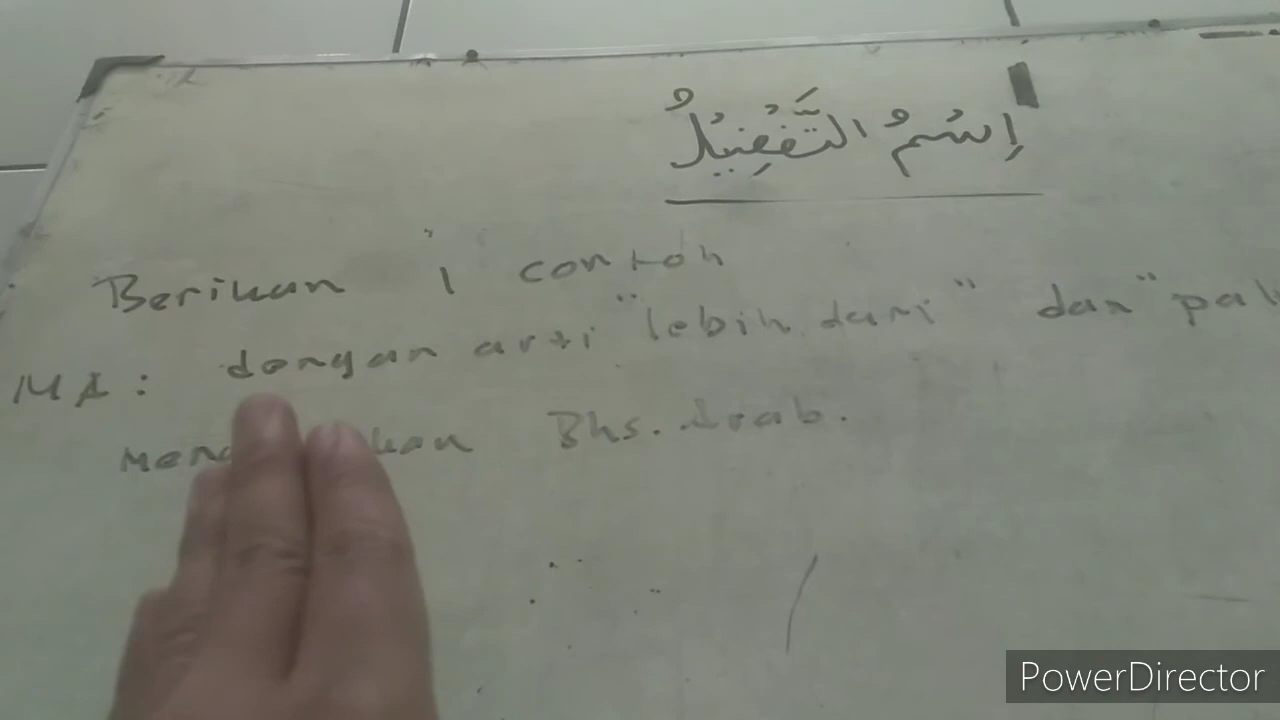 اِسْمُ التَّفْضِيْلُ
Berikan 1 contoh
MA: dengan arti "lebih dari" dan "pal
Bhs. Arab.
PowerDirector